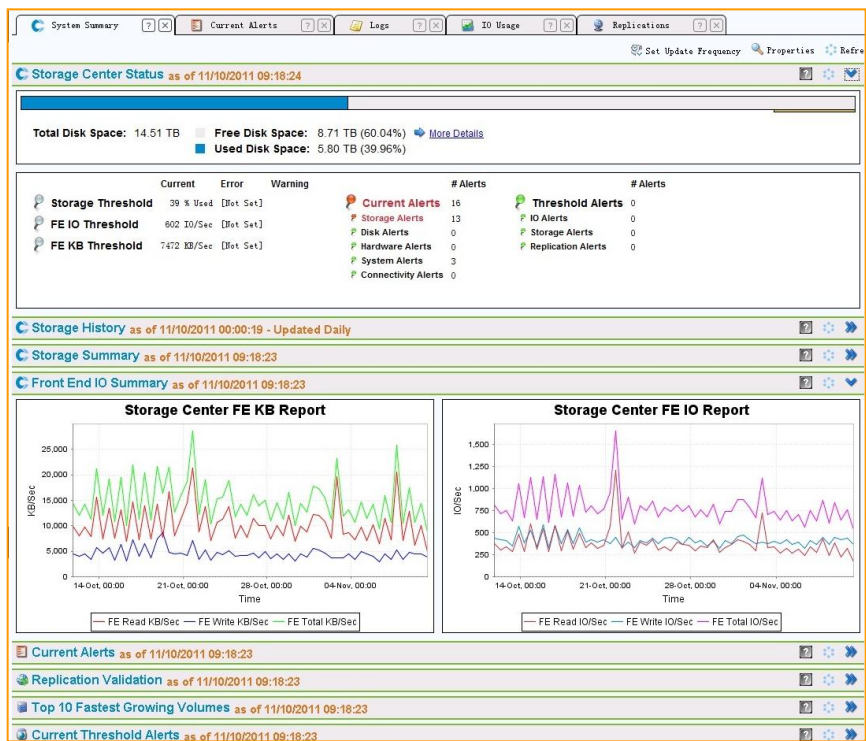 System Summary ? X Current Alerts ? X Logs ? X IO Usage ? X Replications ? X
Set Update Frequency Properties Refre
Storage Center Status as of 11/10/2011 09:18:24 ?
Total Disk Space: 14.51 TB Free Disk Space: 8.71 TB (60.04%) More Details
Used Disk Space: 5.80 TB (39.96%)
Current Error Warning # Alerts # Alerts
Storage Threshold 39 % Used [Not Set] Current Alerts 16 Threshold Alerts 0
FE IO Threshold 602 IO/Sec [Not Set] Storage Alerts 13 IO Alerts 0
FE KB Threshold 7472 KB/Sec [Not Set] Disk Alerts 0 Storage Alerts 0
Hardware Alerts 0 Replication Alerts 0
System Alerts 3
Connectivity Alerts 0
Storage History as of 11/10/2011 00:00:19 - Updated Daily ?
Storage Summary as of 11/10/2011 09:18:23 ?
Front End IO Summary as of 11/10/2011 09:18:23 ?
Storage Center FE KB Report
KB/Sec
25,000
20,000
15,000
10,000
5,000
0
14-Oct, 00:00 21-Oct, 00:00 28-Oct, 00:00 04-Nov, 00:00
Time
FE Read KB/Sec FE Write KB/Sec FE Total KB/Sec
Storage Center FE IO Report
IO/Sec
1,500
1,250
1,000
750
500
250
0
14-Oct, 00:00 21-Oct, 00:00 28-Oct, 00:00 04-Nov, 00:00
Time
FE Read IO/Sec FE Write IO/Sec FE Total IO/Sec
Current Alerts as of 11/10/2011 09:18:23 ?
Replication Validation as of 11/10/2011 09:18:23 ?
Top 10 Fastest Growing Volumes as of 11/10/2011 09:18:23 ?
Current Threshold Alerts as of 11/10/2011 09:18:23 ?